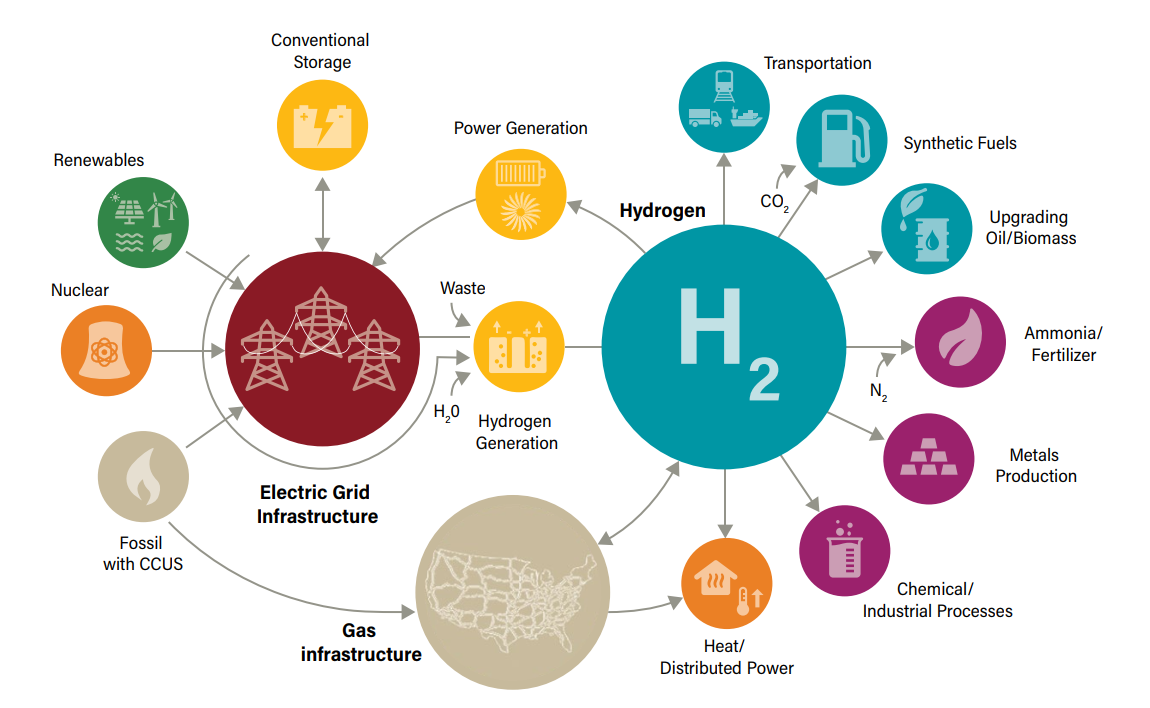 Conventional
Storage
Transportation
Power Generation
Synthetic Fuels
Renewables
CO2
Hydrogen
Upgrading
Oil/Biomass
Nuclear
Waste
H2
Ammonia/
Fertilizer
N2
H20
Hydrogen
Generation
Metals
Production
Electric Grid
Infrastructure
Fossil
with CCUS
Chemical/
Industrial Processes
Gas
infrastructure
Heat/
Distributed Power